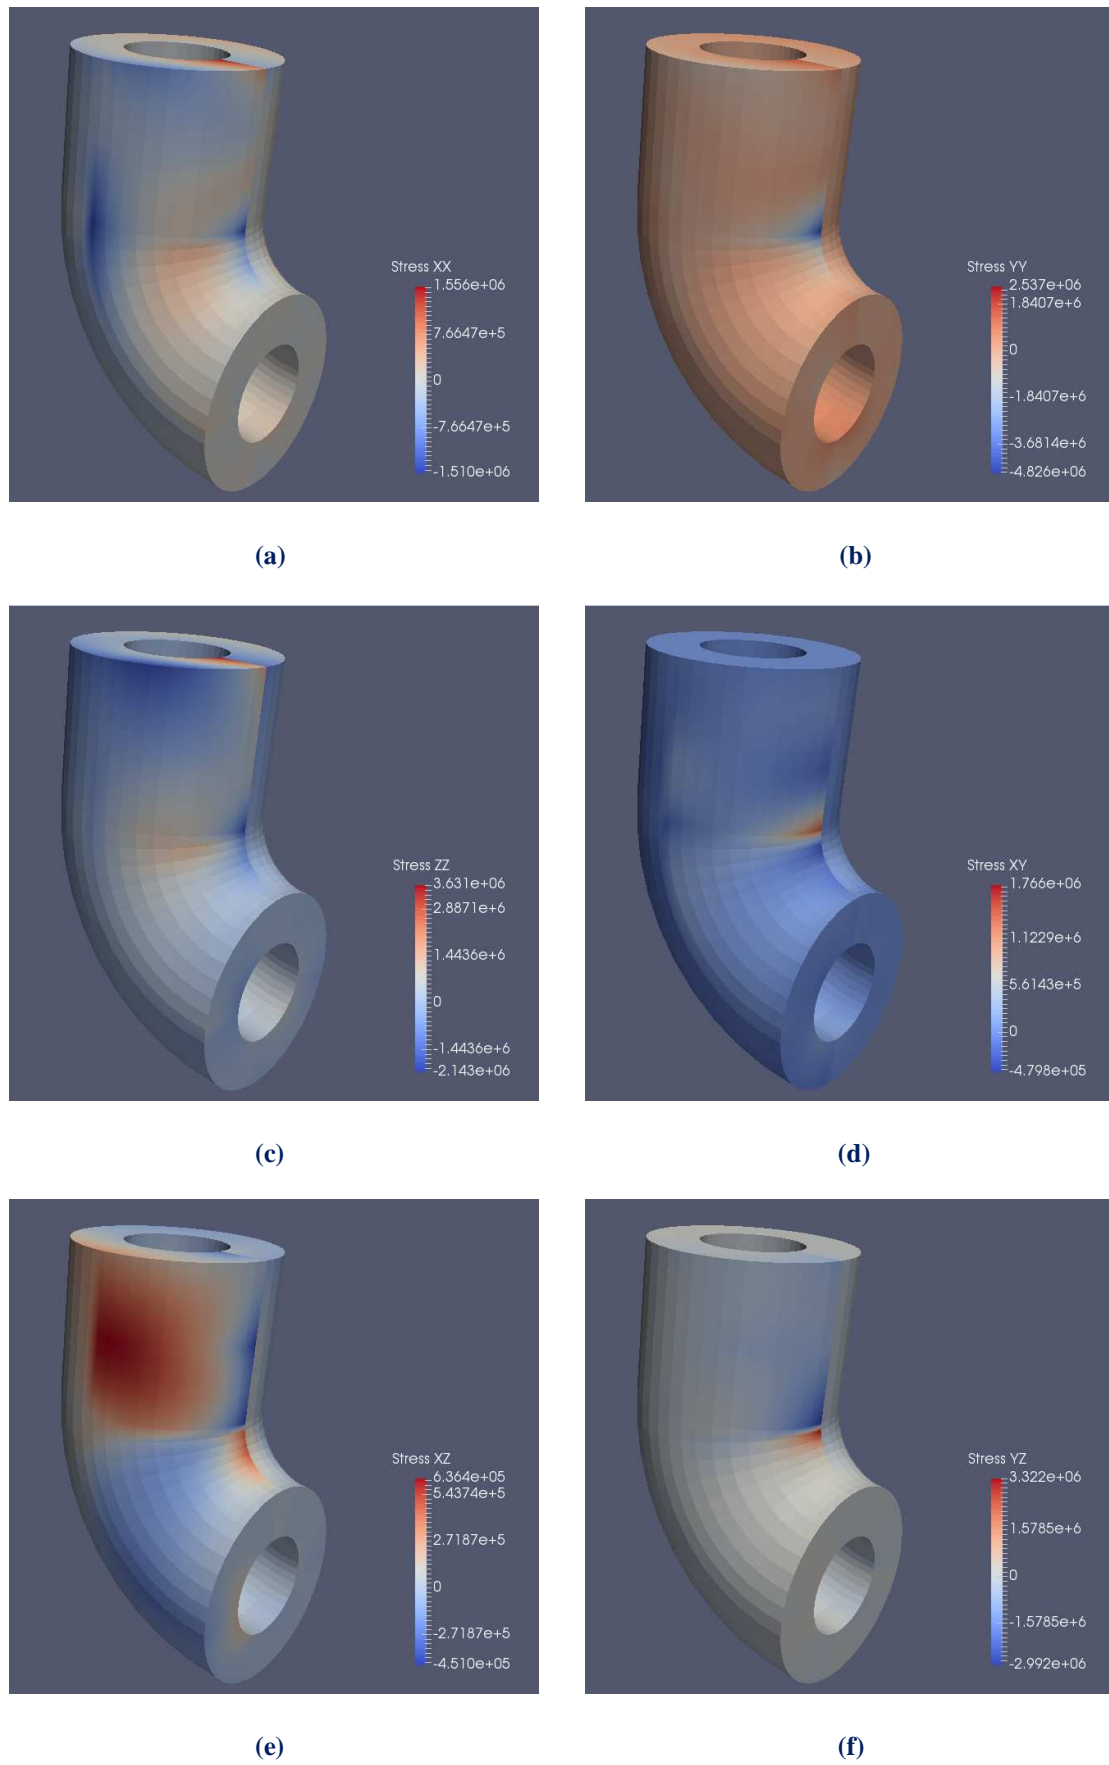 Stress XX
1.556e+06
7.6647e+5
0
-7.6647e+5
-1.510e+06
Stress YY
2.537e+06
1.8407e+6
0
-1.8407e+6
-3.6814e+6
-4.826e+06
(a)
(b)
Stress ZZ
3.631e+06
2.8871e+6
1.4436e+6
0
-1.4436e+6
-2.143e+06
Stress XY
1.766e+06
1.1229e+6
5.6143e+5
0
-4.798e+05
(c)
(d)
Stress XZ
6.364e+05
5.4374e+5
2.7187e+5
0
-2.7187e+5
-4.510e+05
Stress YZ
3.322e+06
1.5785e+6
0
-1.5785e+6
-2.992e+06
(e)
(f)